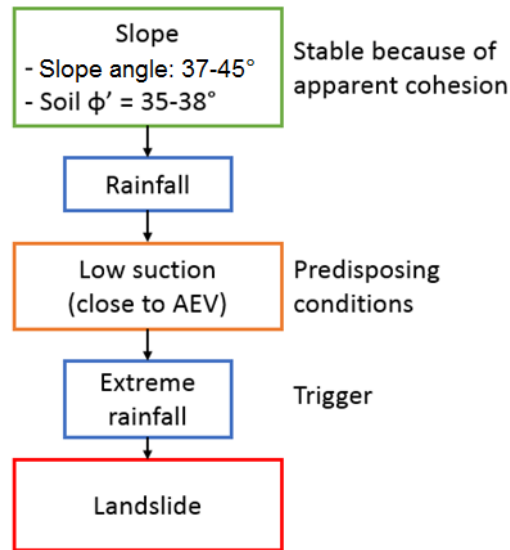 Slope
- Slope angle: 37-45°
- Soil ϕ’ = 35-38°
Stable because of
apparent cohesion
Rainfall
Low suction
(close to AEV)
Predisposing
conditions
Extreme
rainfall
Trigger
Landslide